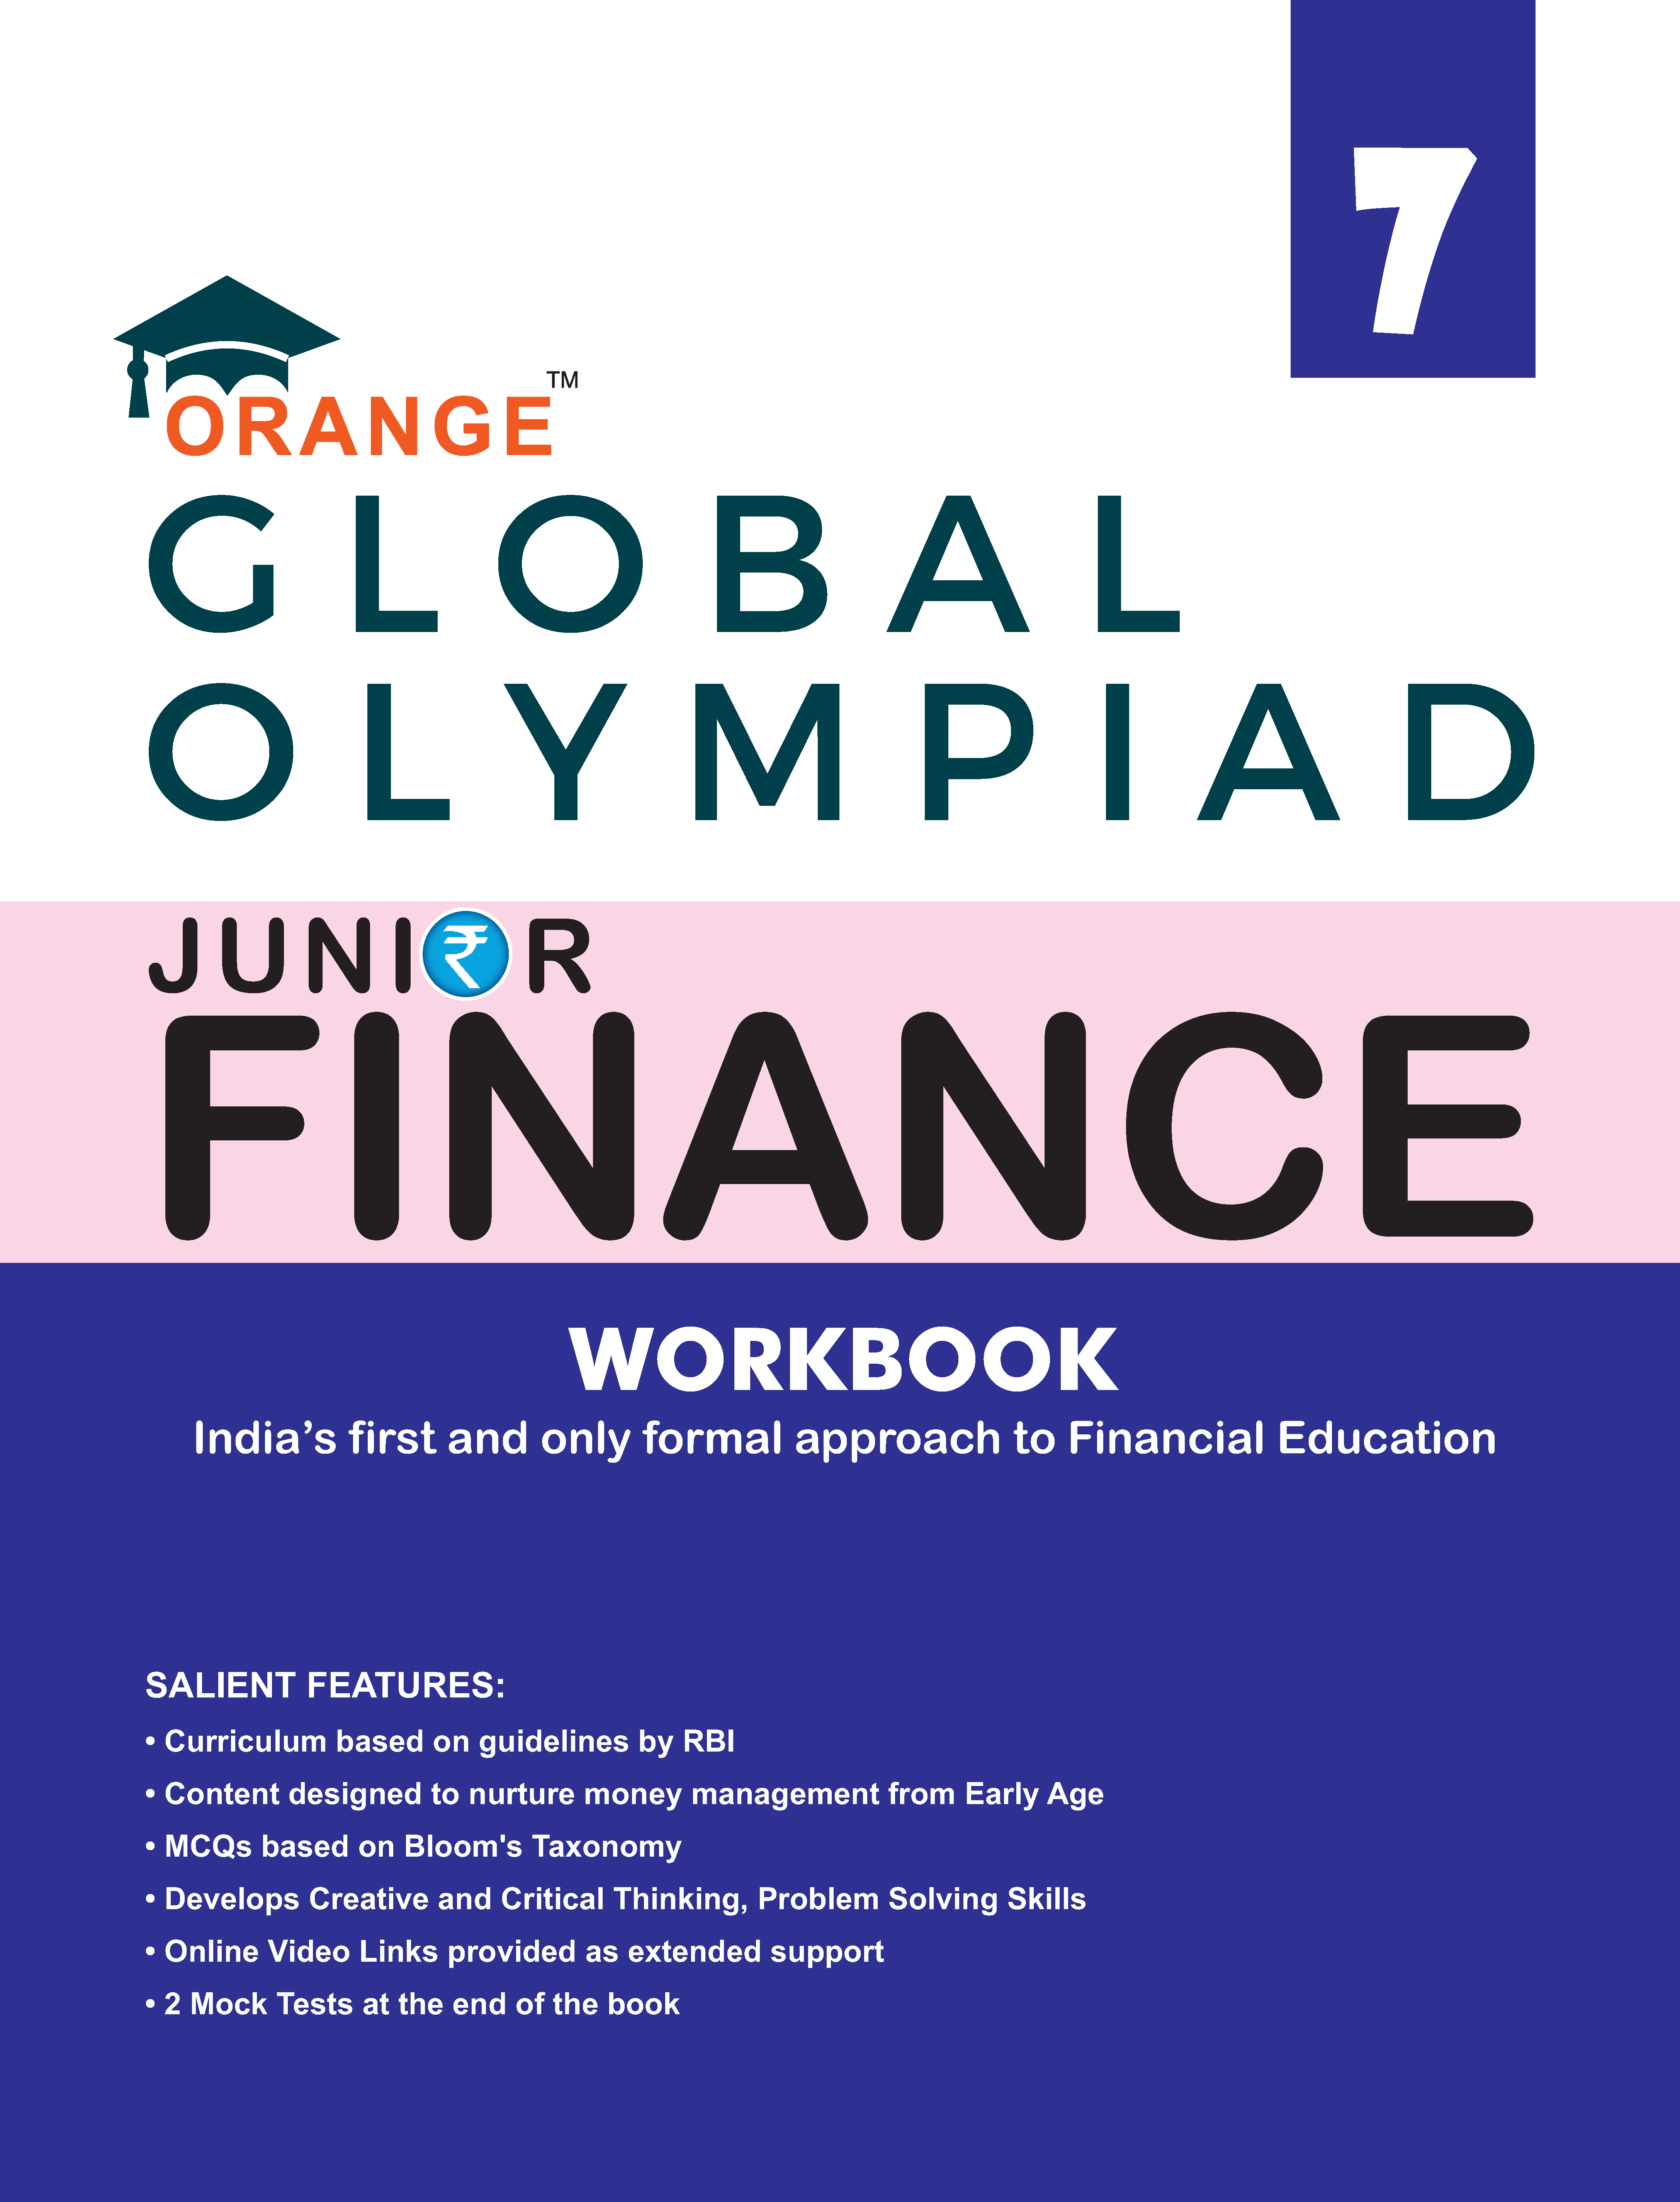 7
ORANGE™
GLOBAL
OLYMPIAD
JUNI₹R
FINANCE
WORKBOOK
India’s first and only formal approach to Financial Education
SALIENT FEATURES:
• Curriculum based on guidelines by RBI
• Content designed to nurture money management from Early Age
• MCQs based on Bloom's Taxonomy
• Develops Creative and Critical Thinking, Problem Solving Skills
• Online Video Links provided as extended support
• 2 Mock Tests at the end of the book